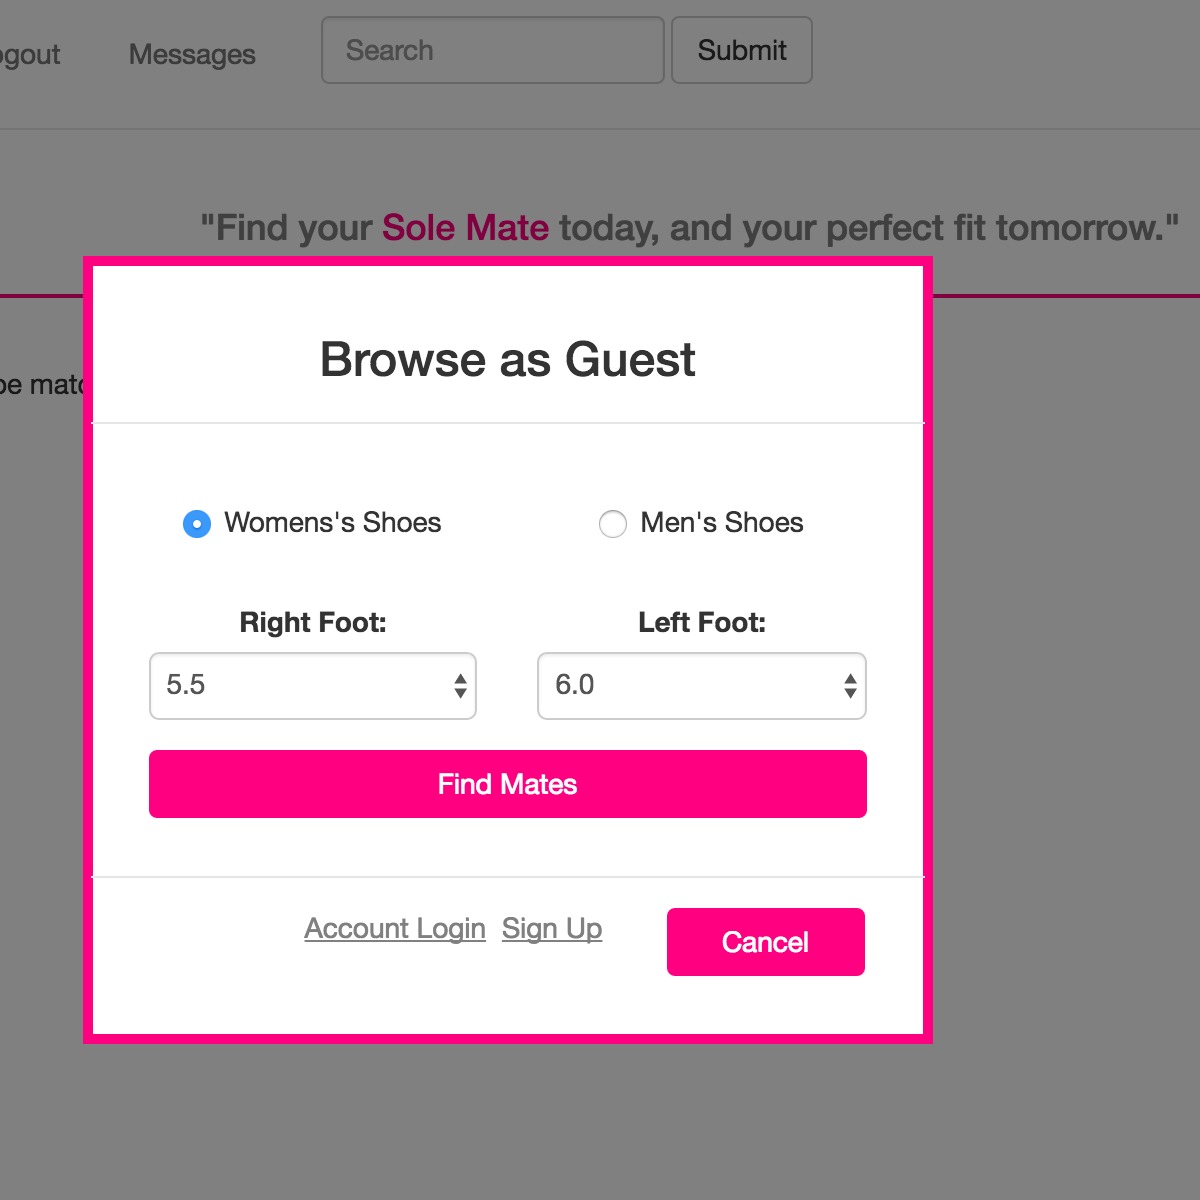 ogout Messages Search Submit
"Find your Sole Mate today, and your perfect fit tomorrow."
be matc
Browse as Guest
Womens's Shoes Men's Shoes
Right Foot: Left Foot:
5.5 6.0
Find Mates
Account Login Sign Up Cancel